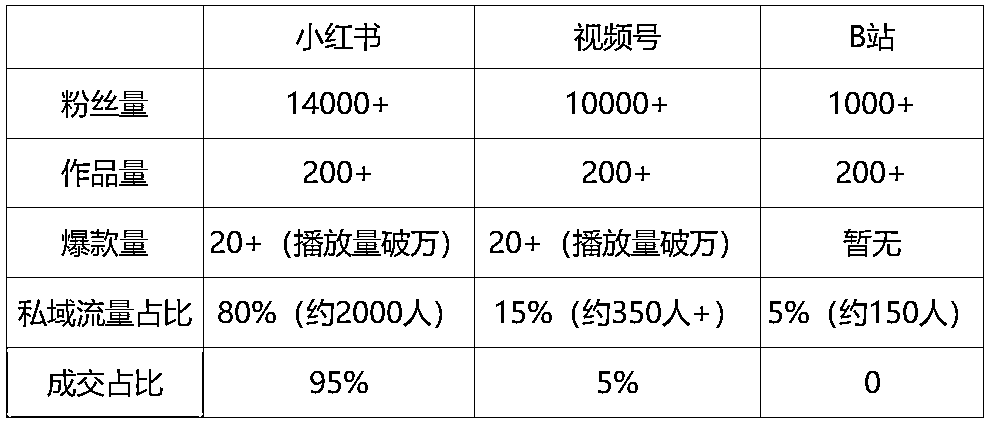 小红书 视频号 B站
粉丝量 14000+ 10000+ 1000+
作品量 200+ 200+ 200+
爆款量 20+（播放量破万） 20+（播放量破万） 暂无
私域流量占比 80%（约2000人） 15%（约350人+） 5%（约150人）
成交占比 95% 5% 0